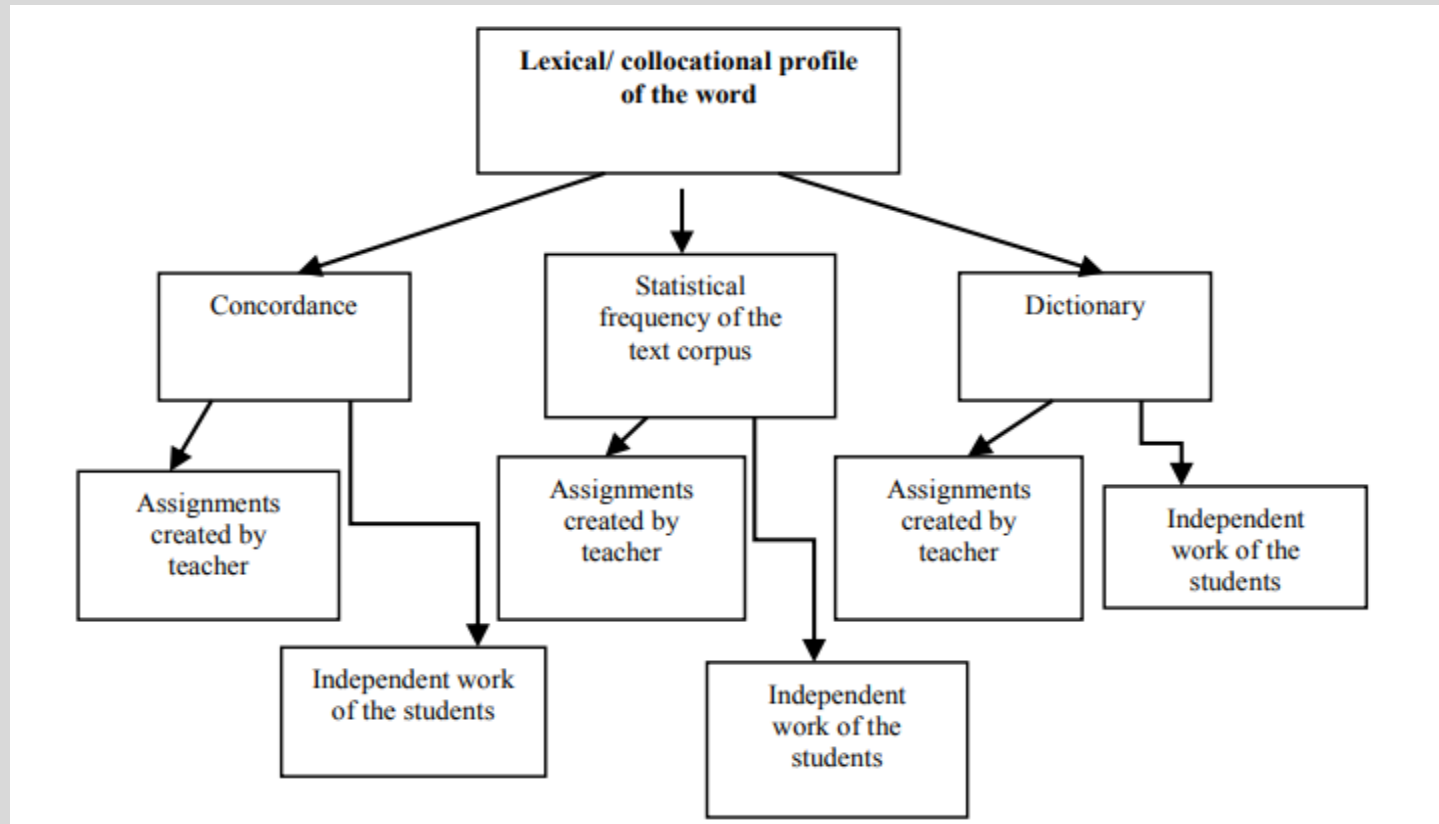 Lexical/ collocational profile
of the word
Concordance
Statistical
frequency of the
text corpus
Dictionary
Assignments
created by
teacher
Independent work
of the students
Assignments
created by
teacher
Independent
work of the
students
Assignments
created by
teacher
Independent
work of the
students